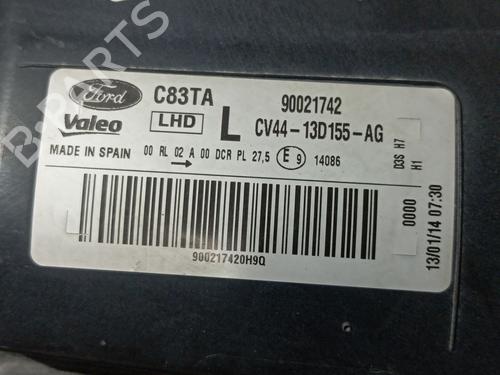 Ford C83TA 90021742
Valeo LHD L CV44-13D155-AG
MADE IN SPAIN 00 RL 02 A 00 DCR PL 27,5 E 9 14086
D3S H7
H1
0000
13/01/14 07:30
900217420H9Q
B-PARTS